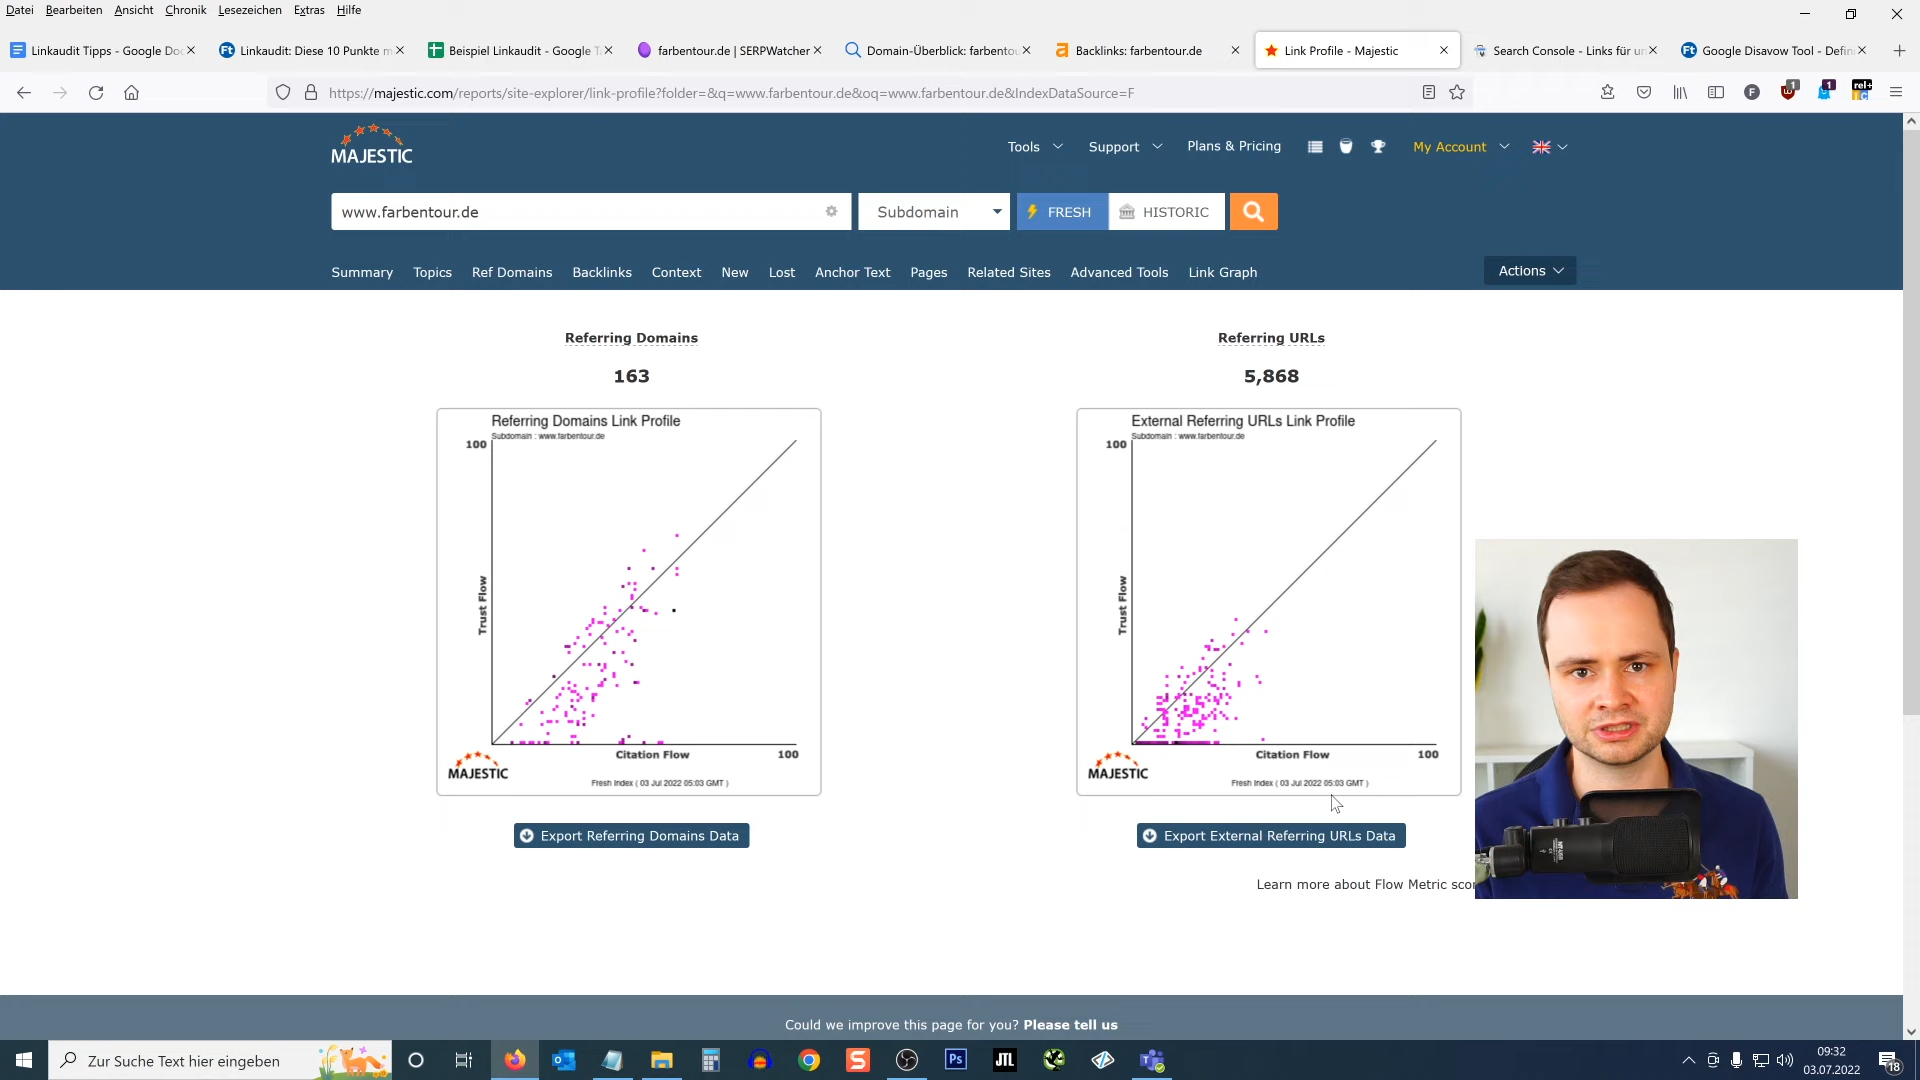 Datei Bearbeiten Ansicht Chronik Lesezeichen Extras Hilfe
Linkaudit Tipps - Google Do
Linkaudit: Diese 10 Punkte m
Beispiel Linkaudit - Google T
farbentour.de | SERPWatcher
Domain-Überblick: farbentou
Backlinks: farbentour.de
Link Profile - Majestic
Search Console - Links für un
Google Disavow Tool - Defin
https://majestic.com/reports/site-explorer/link-profile?folder=&q=www.farbentour.de&oq=www.farbentour.de&IndexDataSource=F
MAJESTIC
Tools Support Plans & Pricing My Account
www.farbentour.de Subdomain FRESH HISTORIC
Summary Topics Ref Domains Backlinks Context New Lost Anchor Text Pages Related Sites Advanced Tools Link Graph Actions
Referring Domains
163
Referring Domains Link Profile
Subdomain : www.farbentour.de
100
Trust Flow
Citation Flow 100
MAJESTIC
Fresh Index ( 03 Jul 2022 05:03 GMT )
Export Referring Domains Data
Referring URLs
5,868
External Referring URLs Link Profile
Subdomain : www.farbentour.de
100
Trust Flow
Citation Flow 100
MAJESTIC
Fresh Index ( 03 Jul 2022 05:03 GMT )
Export External Referring URLs Data
Learn more about Flow Metric scor
Could we improve this page for you? Please tell us
Zur Suche Text hier eingeben
Ps
JTL
09:32
03.07.2022
18